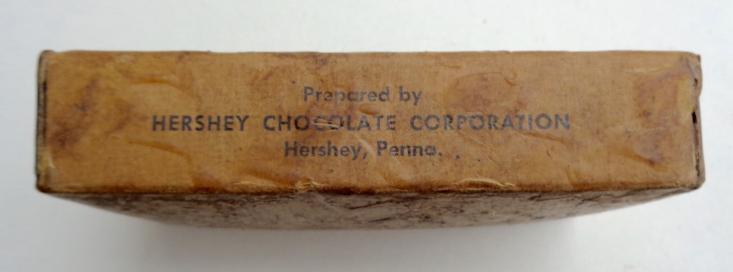 Prepared by
HERSHEY CHOCOLATE CORPORATION
Hershey, Penna.